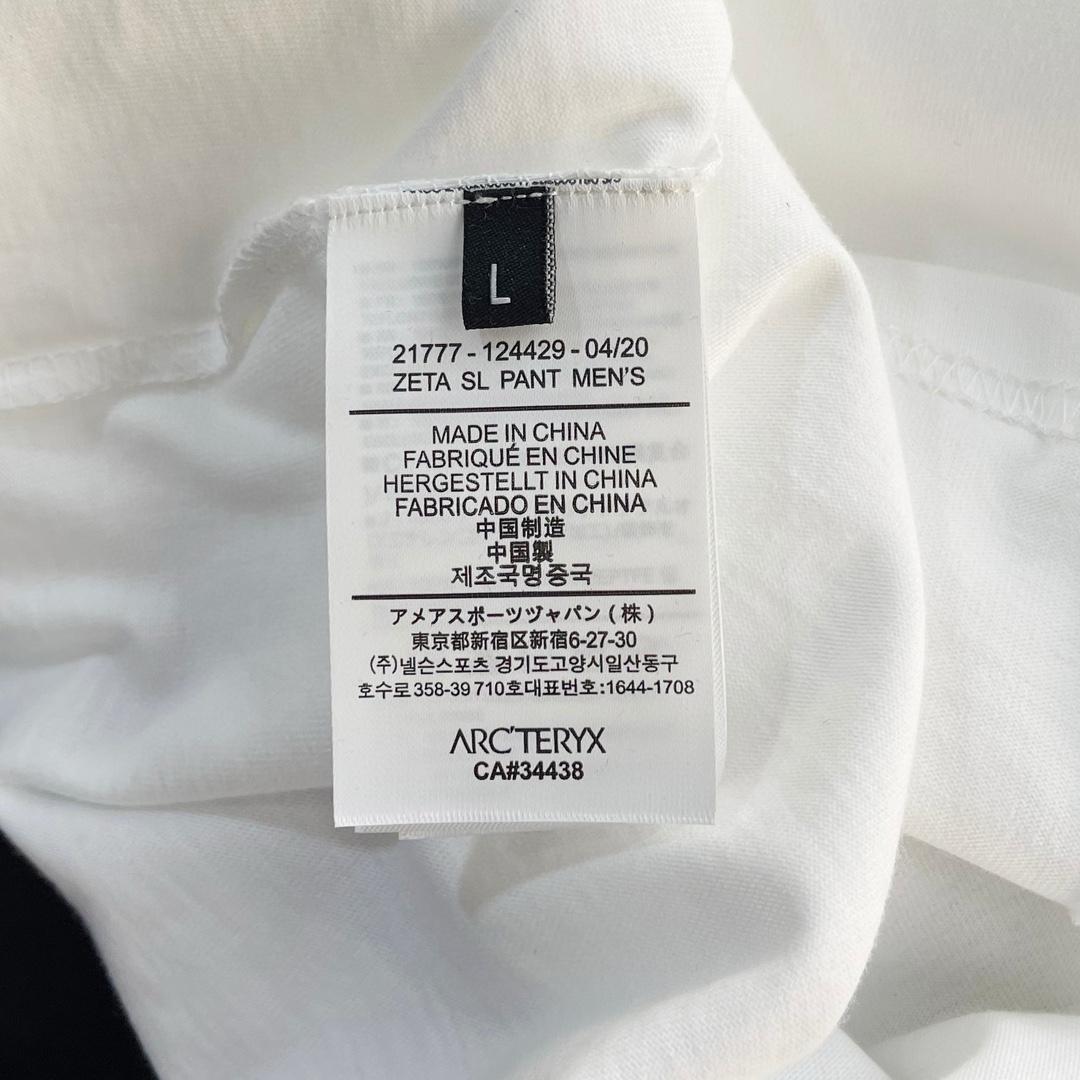 L
21777 - 124429 - 04/20
ZETA SL PANT MEN'S
MADE IN CHINA
FABRIQUÉ EN CHINE
HERGESTELLT IN CHINA
FABRICADO EN CHINA
中国制造
中国製
제조국명중국
アメアスポーツヅャパン(株)
東京都新宿区新宿6-27-30
(주)넬슨스포츠 경기도고양시일산동구
호수로358-39 710호대표번호:1644-1708
ARC'TERYX
CA#34438